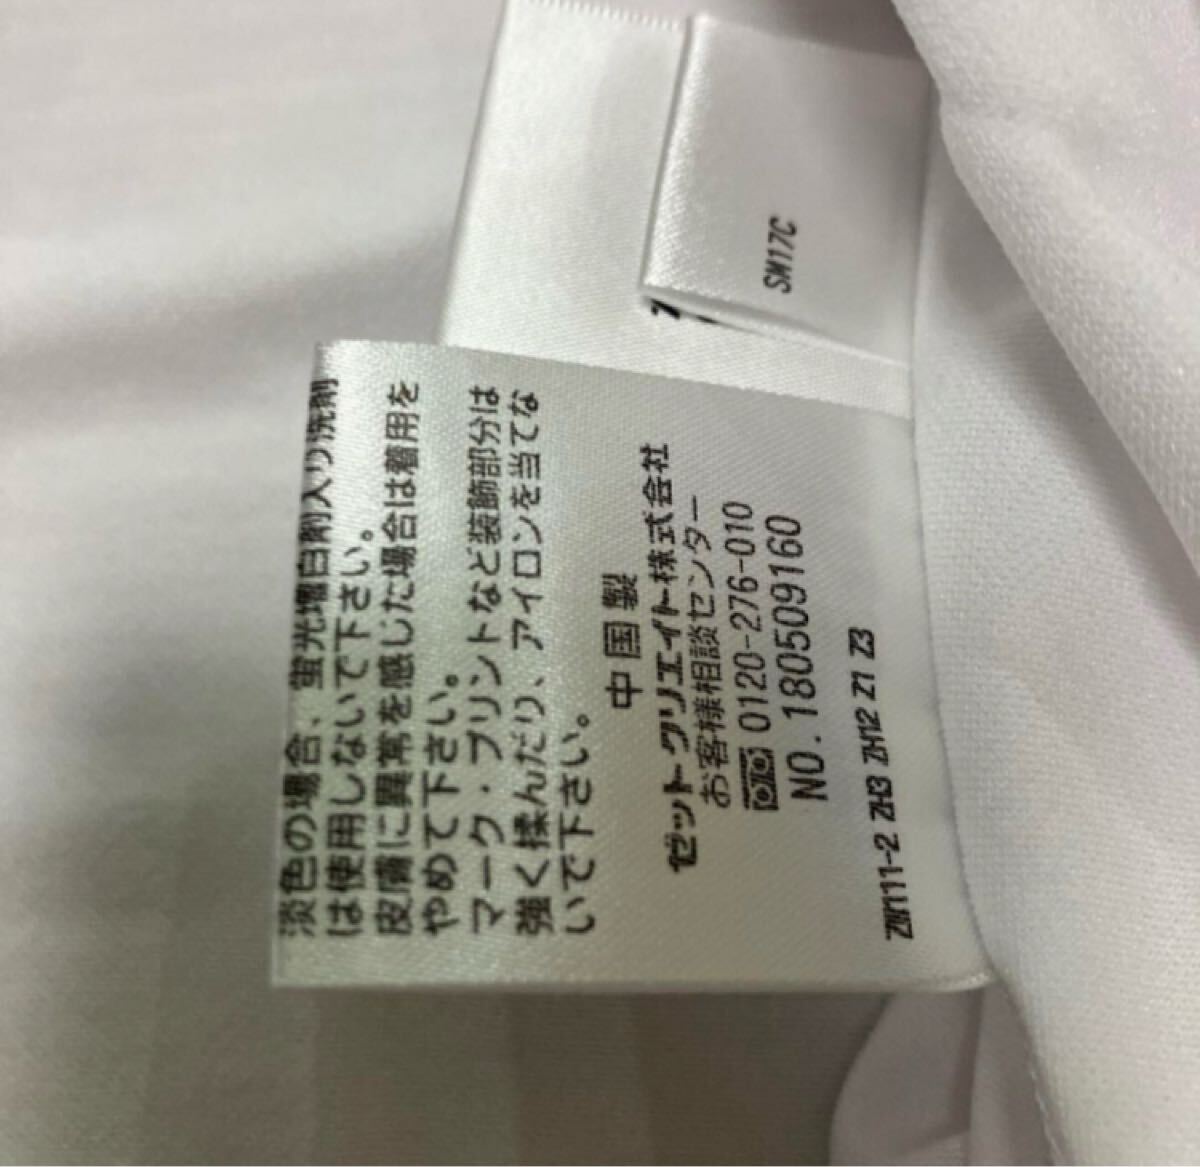 淡色の場合、蛍光増白剤入り洗剤
は使用しないで下さい。
皮膚に異常を感じた場合は着用を
やめて下さい。
マーク・プリントなど装飾部分は
強く揉んだり、アイロンを当てな
いで下さい。
中国製
ゼットクリエイト株式会社
お客様相談センター
0120-276-010
NO.180509160
ZW111-2 ZH3 ZH12 Z1 Z3
SM17C